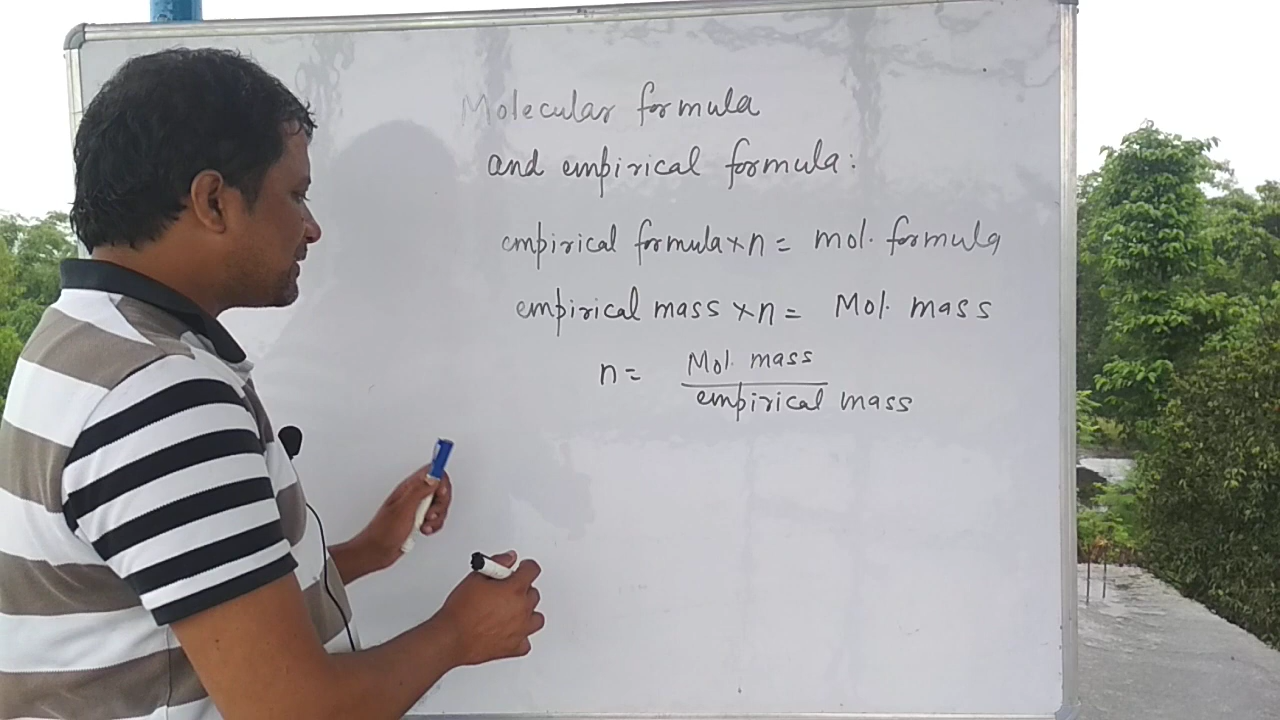 Molecular formula
and empirical formula:
empirical formula×n = mol. formula
empirical mass ×n = Mol. mass
n = Mol. mass
empirical mass